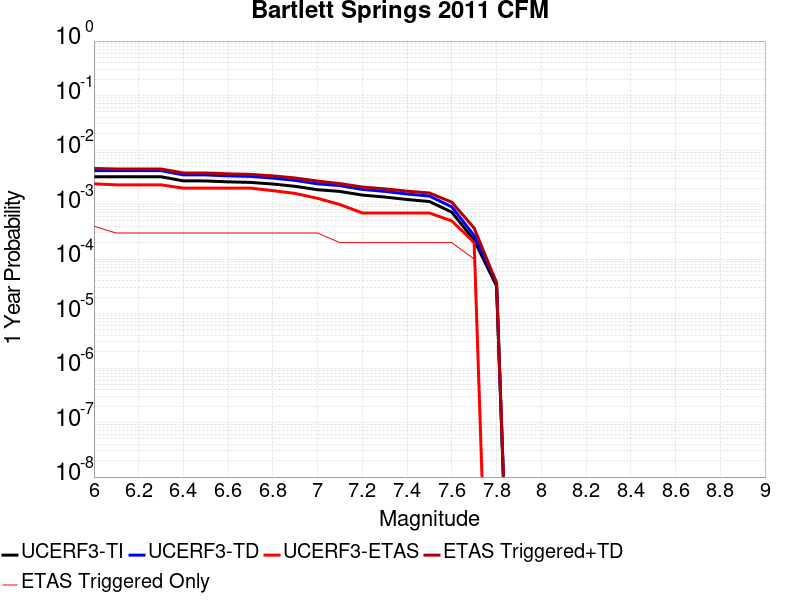 Bartlett Springs 2011 CFM
10 0
10 -1
10 -2
10 -3
10 -4
10 -5
10 -6
10 -7
10 -8
1 Year Probability
6 6.2 6.4 6.6 6.8 7 7.2 7.4 7.6 7.8 8 8.2 8.4 8.6 8.8 9
Magnitude
UCERF3-TI UCERF3-TD UCERF3-ETAS ETAS Triggered+TD
ETAS Triggered Only